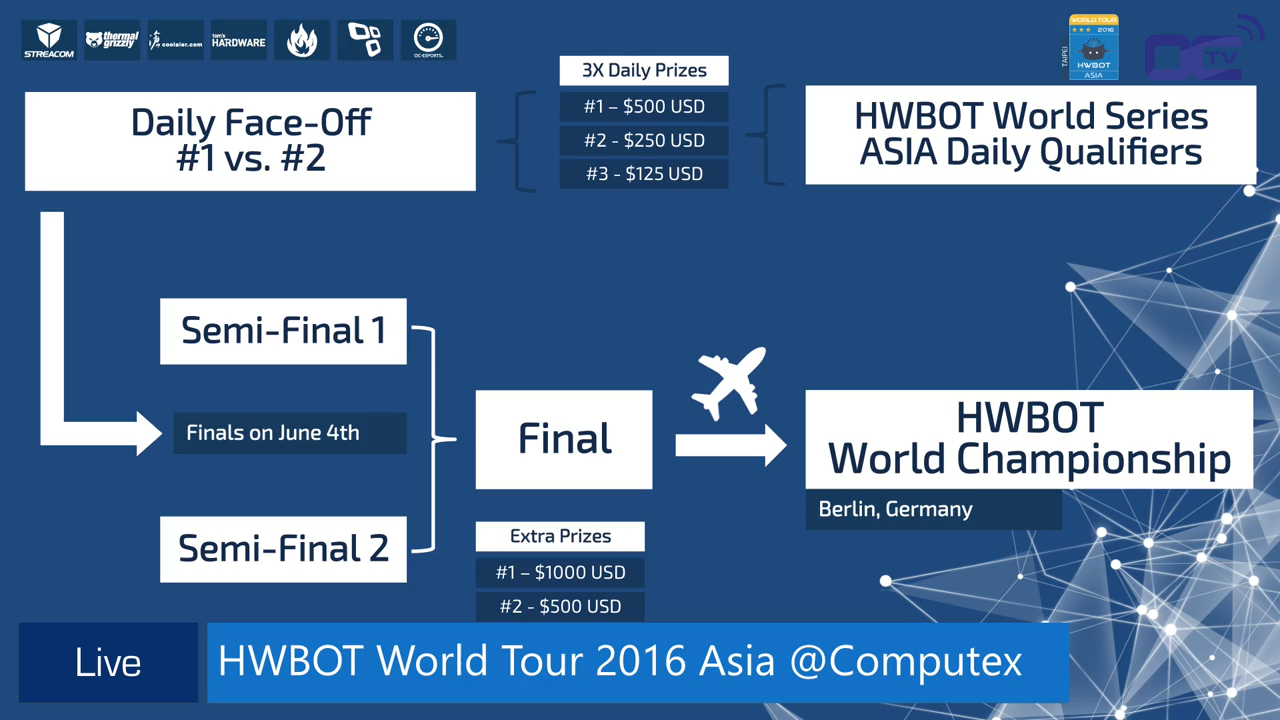 STREACOM
thermal
grizzly
coolaler.com
tom's
HARDWARE
OC-ESPORTS
WORLD TOUR
2016
TAIPEI
HWBOT
ASIA
OC
TV
3X Daily Prizes
#1 – $500 USD
#2 - $250 USD
#3 - $125 USD
Daily Face-Off
#1 vs. #2
HWBOT World Series
ASIA Daily Qualifiers
Semi-Final 1
Finals on June 4th
Semi-Final 2
Final
Extra Prizes
#1 – $1000 USD
#2 - $500 USD
HWBOT
World Championship
Berlin, Germany
Live
HWBOT World Tour 2016 Asia @Computex